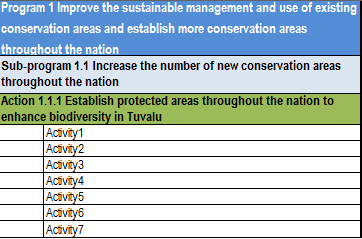 Program 1 Improve the sustainable management and use of existing
conservation areas and establish more conservation areas
throughout the nation
Sub-program 1.1 Increase the number of new conservation areas
throughout the nation
Action 1.1.1 Establish protected areas throughout the nation to
enhance biodiversity in Tuvalu
Activity1
Activity2
Activity3
Activity4
Activity5
Activity6
Activity7